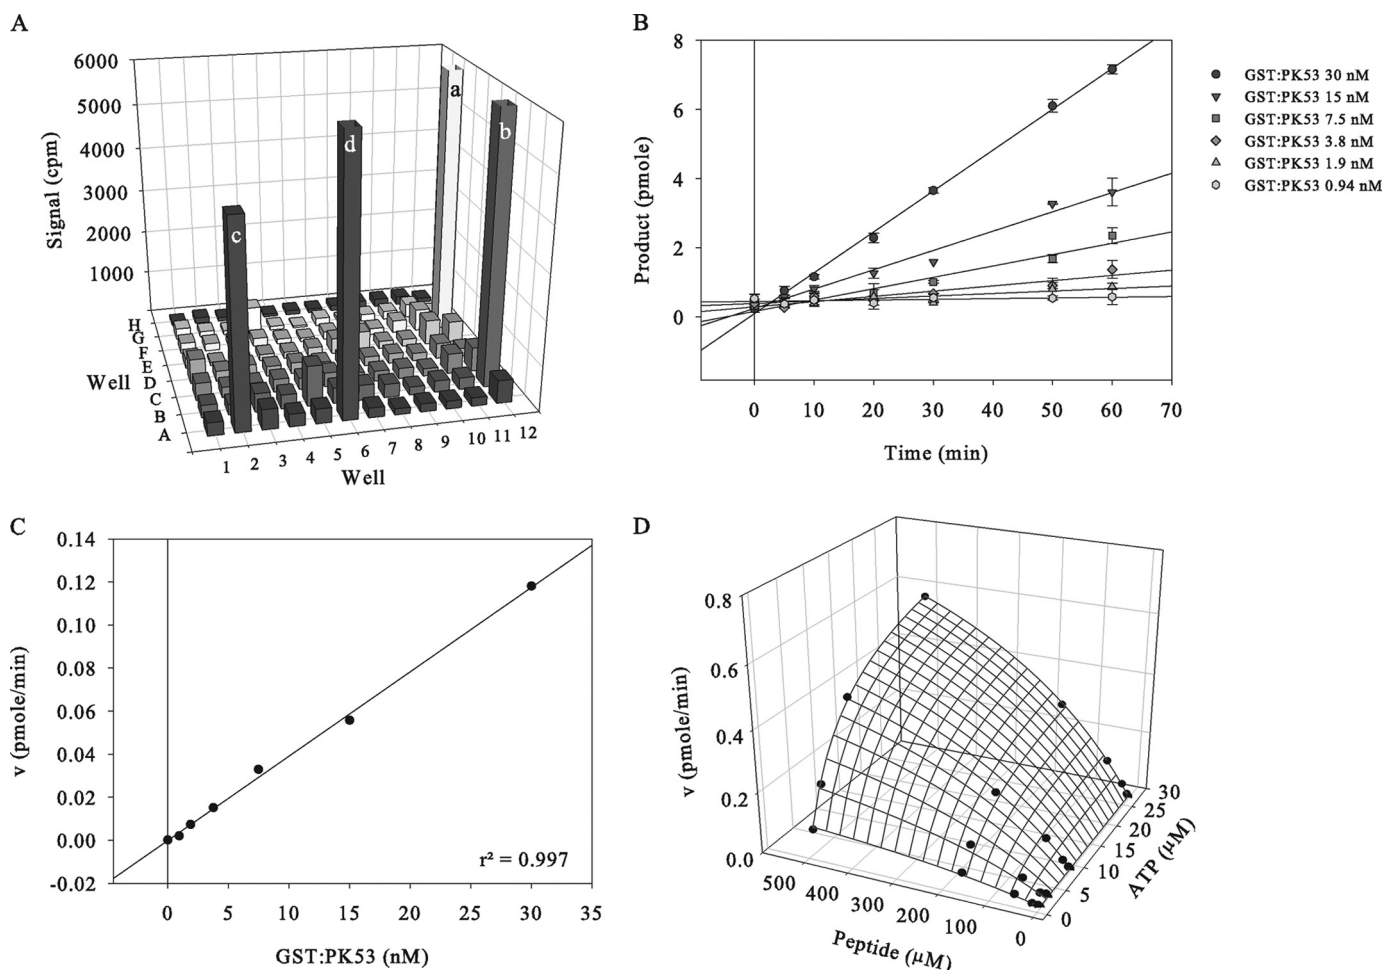 A
Signal (cpm)
6000
5000
4000
3000
2000
1000
a
b
c
d
H
G
F
E
D
C
B
A
Well
1 2 3 4 5 6 7 8 9 10 11 12
Well
B
Product (pmole)
8
6
4
2
0
0 10 20 30 40 50 60 70
Time (min)
GST:PK53 30 nM
GST:PK53 15 nM
GST:PK53 7.5 nM
GST:PK53 3.8 nM
GST:PK53 1.9 nM
GST:PK53 0.94 nM
C
v (pmole/min)
0.14
0.12
0.10
0.08
0.06
0.04
0.02
0.00
-0.02
r² = 0.997
0 5 10 15 20 25 30 35
GST:PK53 (nM)
D
v (pmole/min)
0.8
0.6
0.4
0.2
0.0
500 400 300 200 100 0
Peptide (µM)
30
25
20
15
10
5
0
ATP (µM)